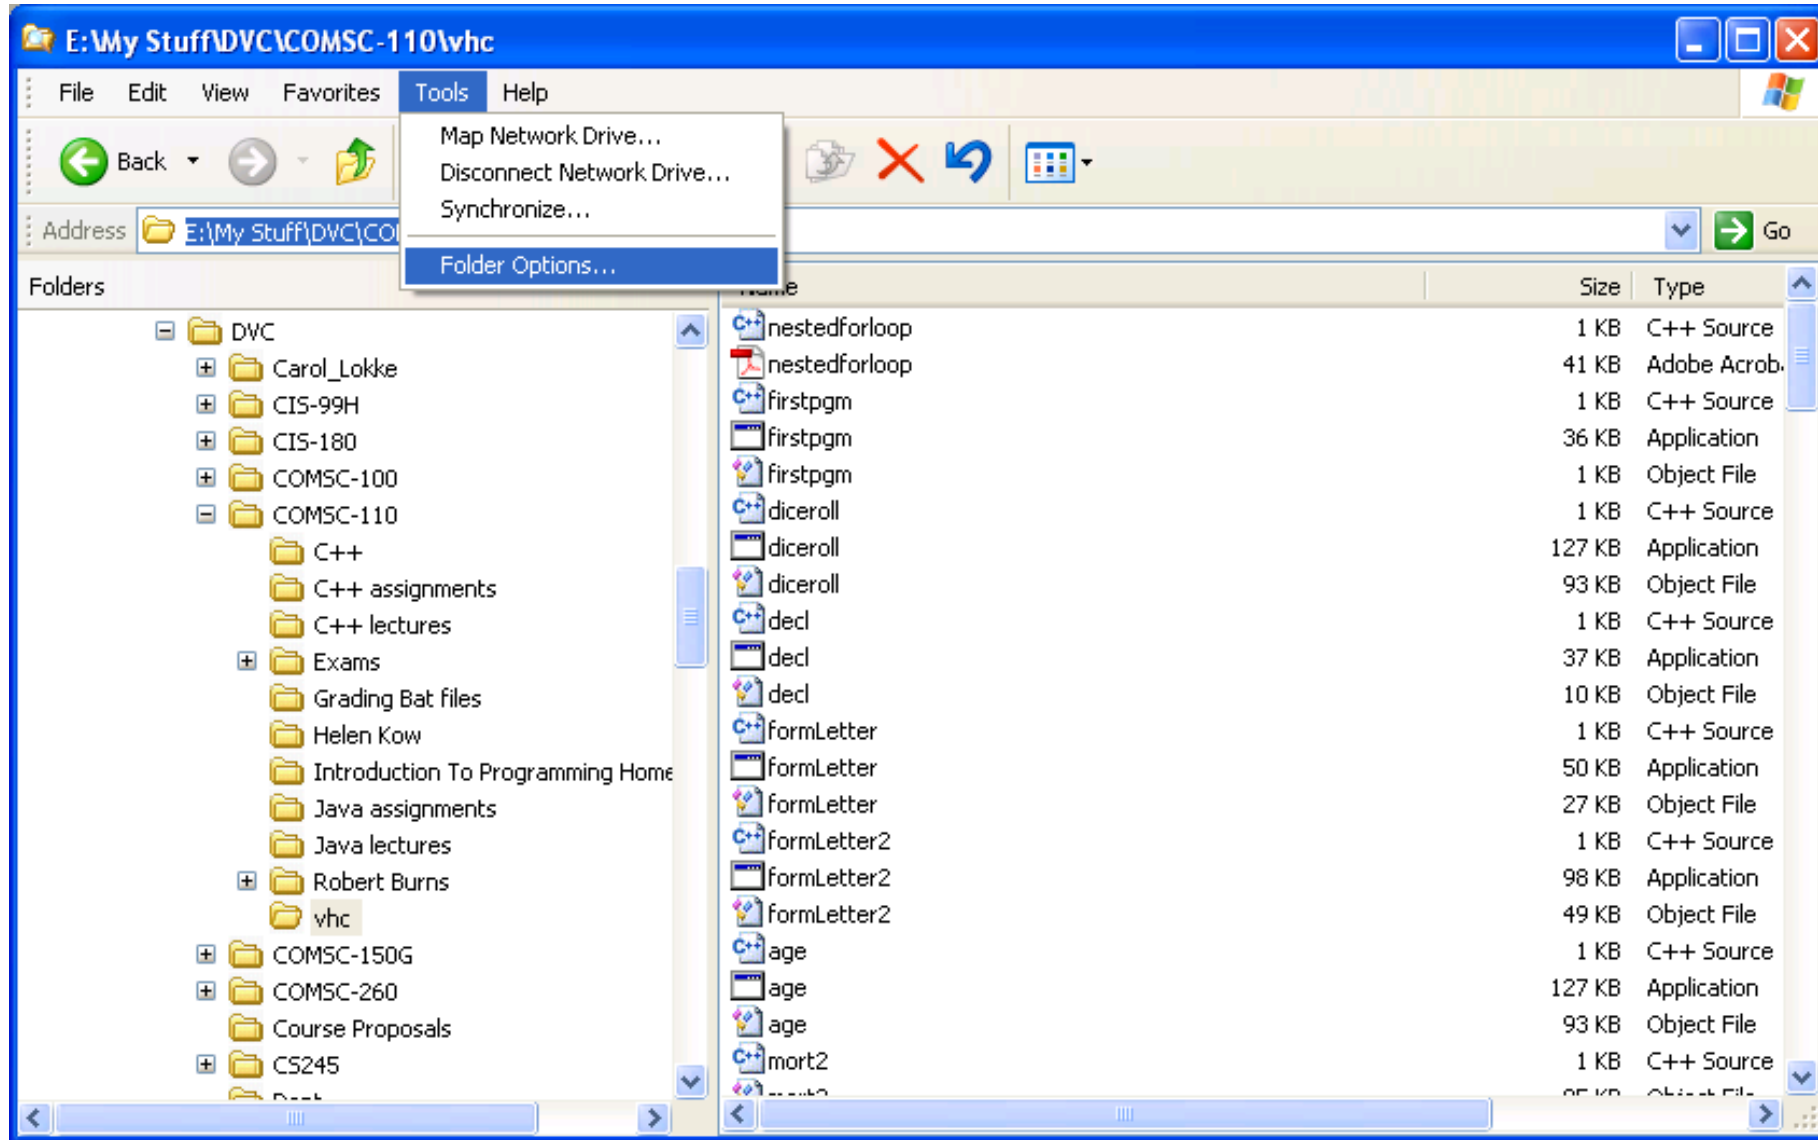 E:\My Stuff\DVC\COMSC-110\vhc
File Edit View Favorites Tools Help
Map Network Drive...
Disconnect Network Drive...
Synchronize...
Folder Options...
Back
Address E:\My Stuff\DVC\CO Go
Folders
DVC
Carol_Lokke
CIS-99H
CIS-180
COMSC-100
COMSC-110
C++
C++ assignments
C++ lectures
Exams
Grading Bat files
Helen Kow
Introduction To Programming Home
Java assignments
Java lectures
Robert Burns
vhc
COMSC-150G
COMSC-260
Course Proposals
CS245
Name Size Type
nestedforloop 1 KB C++ Source
nestedforloop 41 KB Adobe Acrob
firstpgm 1 KB C++ Source
firstpgm 36 KB Application
firstpgm 1 KB Object File
diceroll 1 KB C++ Source
diceroll 127 KB Application
diceroll 93 KB Object File
decl 1 KB C++ Source
decl 37 KB Application
decl 10 KB Object File
formLetter 1 KB C++ Source
formLetter 50 KB Application
formLetter 27 KB Object File
formLetter2 1 KB C++ Source
formLetter2 98 KB Application
formLetter2 49 KB Object File
age 1 KB C++ Source
age 127 KB Application
age 93 KB Object File
mort2 1 KB C++ Source